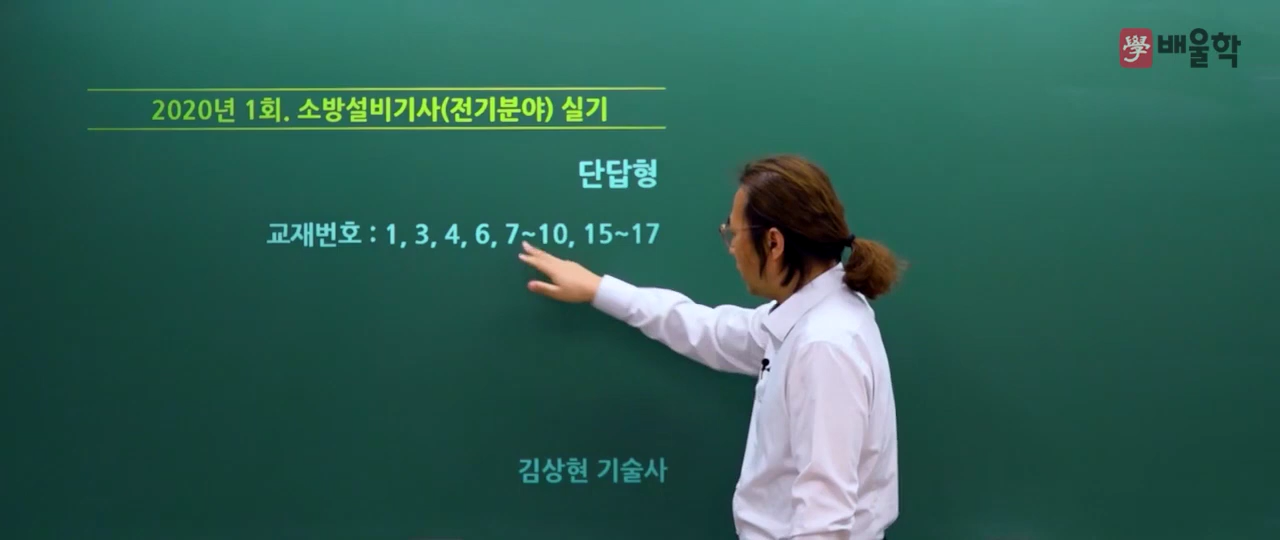 學 배울학
2020년 1회. 소방설비기사(전기분야) 실기
단답형
교재번호 : 1, 3, 4, 6, 7~10, 15~17
김상현 기술사